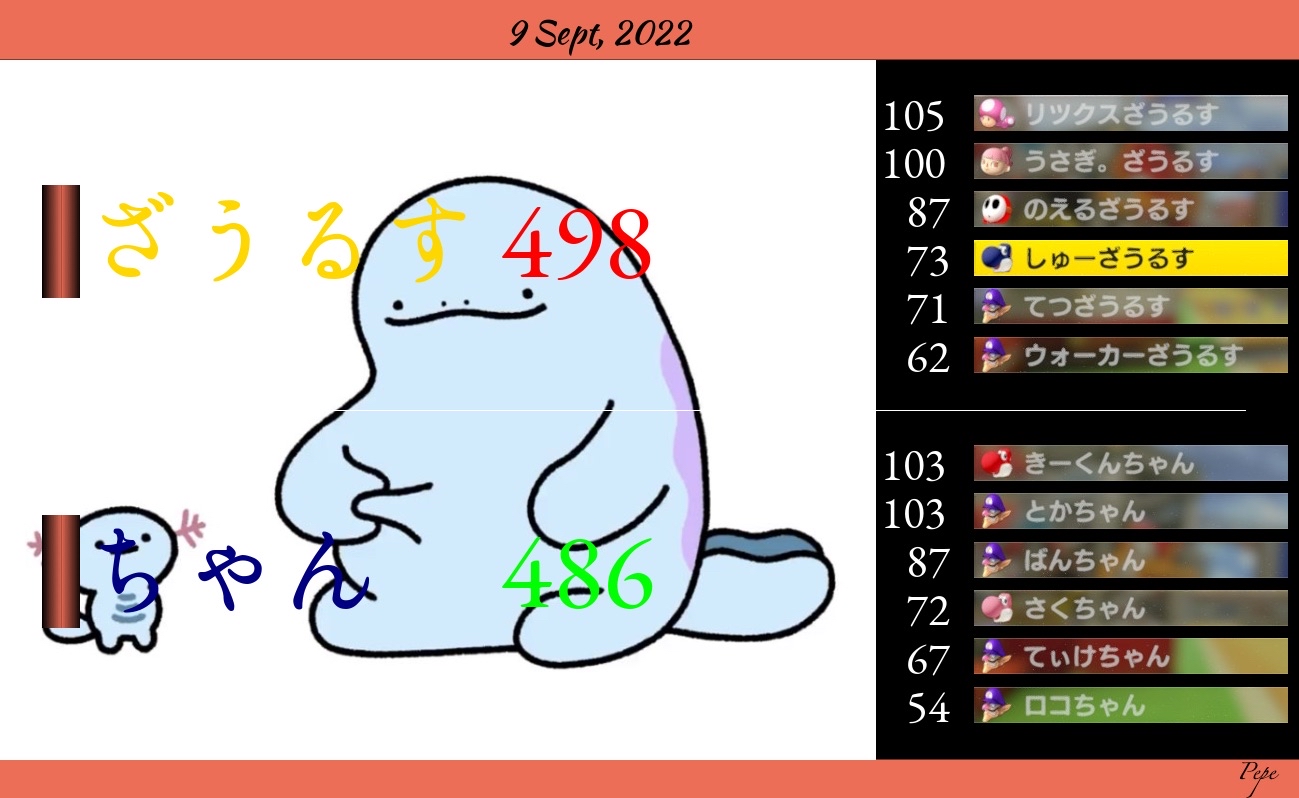 9 Sept, 2022
ざうるす 498
105 リツクスざうるす
100 うさぎ。ざうるす
87 のえるざうるす
73 しゅーざうるす
71 てつざうるす
62 ウォーカーざうるす
ちゃん 486
103 きーくんちゃん
103 とかちゃん
87 ぱんちゃん
72 さくちゃん
67 てぃけちゃん
54 ロコちゃん
Pepe